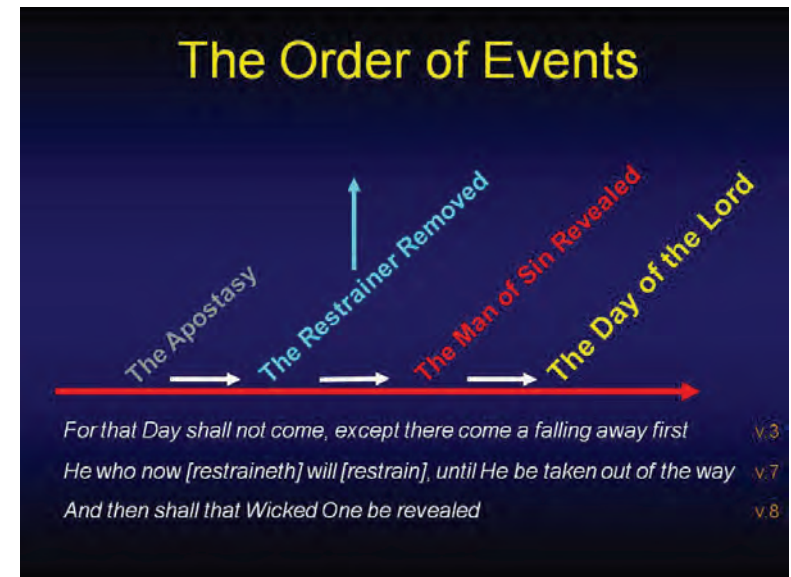 The Order of Events
The Apostasy
The Restrainer Removed
The Man of Sin Revealed
The Day of the Lord
For that Day shall not come, except there come a falling away first v.3
He who now [restraineth] will [restrain], until He be taken out of the way v.7
And then shall that Wicked One be revealed v.8